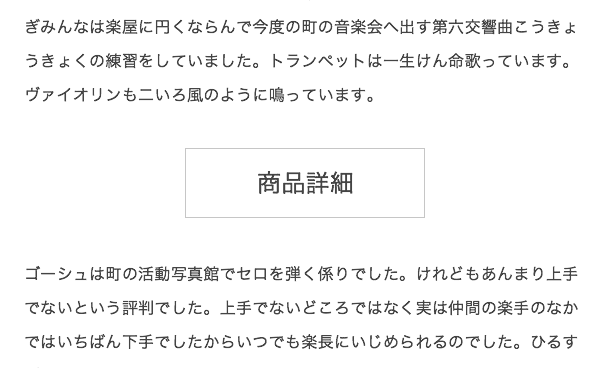 ぎみんなは楽屋に円くならんで今度の町の音楽会へ出す第六交響曲こうきょ
うきょくの練習をしていました。トランペットは一生けん命歌っています。
ヴァイオリンも二いろ風のように鳴っています。
商品詳細
ゴーシュは町の活動写真館でセロを弾く係りでした。けれどもあんまり上手
でないという評判でした。上手でないどころではなく実は仲間の楽手のなか
ではいちばん下手でしたからいつでも楽長にいじめられるのでした。ひるす